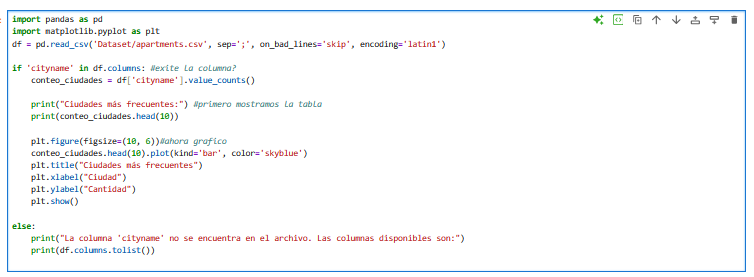 import pandas as pd
import matplotlib.pyplot as plt
df = pd.read_csv('Dataset/apartments.csv', sep=';', on_bad_lines='skip', encoding='latin1')
if 'cityname' in df.columns: #exite la columna?
conteo_ciudades = df['cityname'].value_counts()
print("Ciudades más frecuentes:") #primero mostramos la tabla
print(conteo_ciudades.head(10))
plt.figure(figsize=(10, 6))#ahora grafico
conteo_ciudades.head(10).plot(kind='bar', color='skyblue')
plt.title("Ciudades más frecuentes")
plt.xlabel("Ciudad")
plt.ylabel("Cantidad")
plt.show()
else:
print("La columna 'cityname' no se encuentra en el archivo. Las columnas disponibles son:")
print(df.columns.tolist())